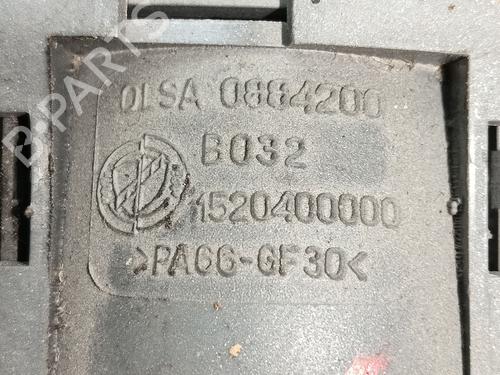 B-PARTS
OLSA 0884200
B032
1520400000
>PA66-GF30<